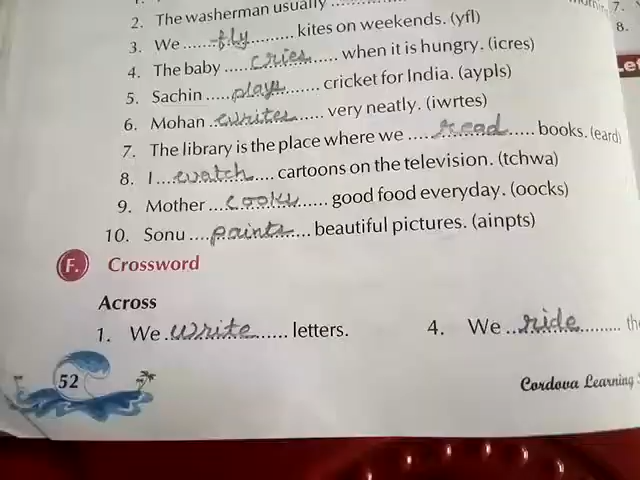 2. The washerman usually ......
3. We ......fly............ kites on weekends. (yfl)
4. The baby .....cries...... when it is hungry. (icres)
5. Sachin .....plays....... cricket for India. (aypls)
6. Mohan .writes...... very neatly. (iwrtes)
7. The library is the place where we ....read..... books. (eard)
8. I ...watch.... cartoons on the television. (tchwa)
9. Mother ...cooks...... good food everyday. (oocks)
10. Sonu ....paints... beautiful pictures. (ainpts)
F. Crossword
Across
1. We .write...... letters.
4. We ..ride.........
52
Cordova Learning
7.
8.